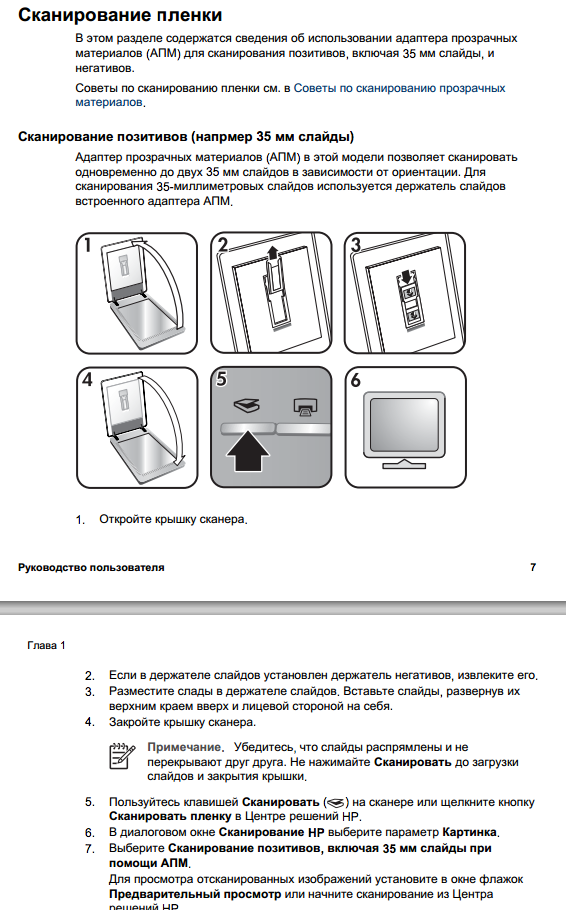 Сканирование пленки
В этом разделе содержатся сведения об использовании адаптера прозрачных
материалов (АПМ) для сканирования позитивов, включая 35 мм слайды, и
негативов.
Советы по сканированию пленки см. в Советы по сканированию прозрачных
материалов.
Сканирование позитивов (напрмер 35 мм слайды)
Адаптер прозрачных материалов (АПМ) в этой модели позволяет сканировать
одновременно до двух 35 мм слайдов в зависимости от ориентации. Для
сканирования 35-миллиметровых слайдов используется держатель слайдов
встроенного адаптера АПМ.
1 2 3
4 5 6
1. Откройте крышку сканера.
Руководство пользователя 7
Глава 1
2. Если в держателе слайдов установлен держатель негативов, извлеките его.
3. Разместите слады в держателе слайдов. Вставьте слайды, развернув их
верхним краем вверх и лицевой стороной на себя.
4. Закройте крышку сканера.
Примечание. Убедитесь, что слайды распрямлены и не
перекрывают друг друга. Не нажимайте Сканировать до загрузки
слайдов и закрытия крышки.
5. Пользуйтесь клавишей Сканировать ( ) на сканере или щелкните кнопку
Сканировать пленку в Центре решений HP.
6. В диалоговом окне Сканирование HP выберите параметр Картинка.
7. Выберите Сканирование позитивов, включая 35 мм слайды при
помощи АПМ.
Для просмотра отсканированных изображений установите в окне флажок
Предварительный просмотр или начните сканирование из Центра
решений HP